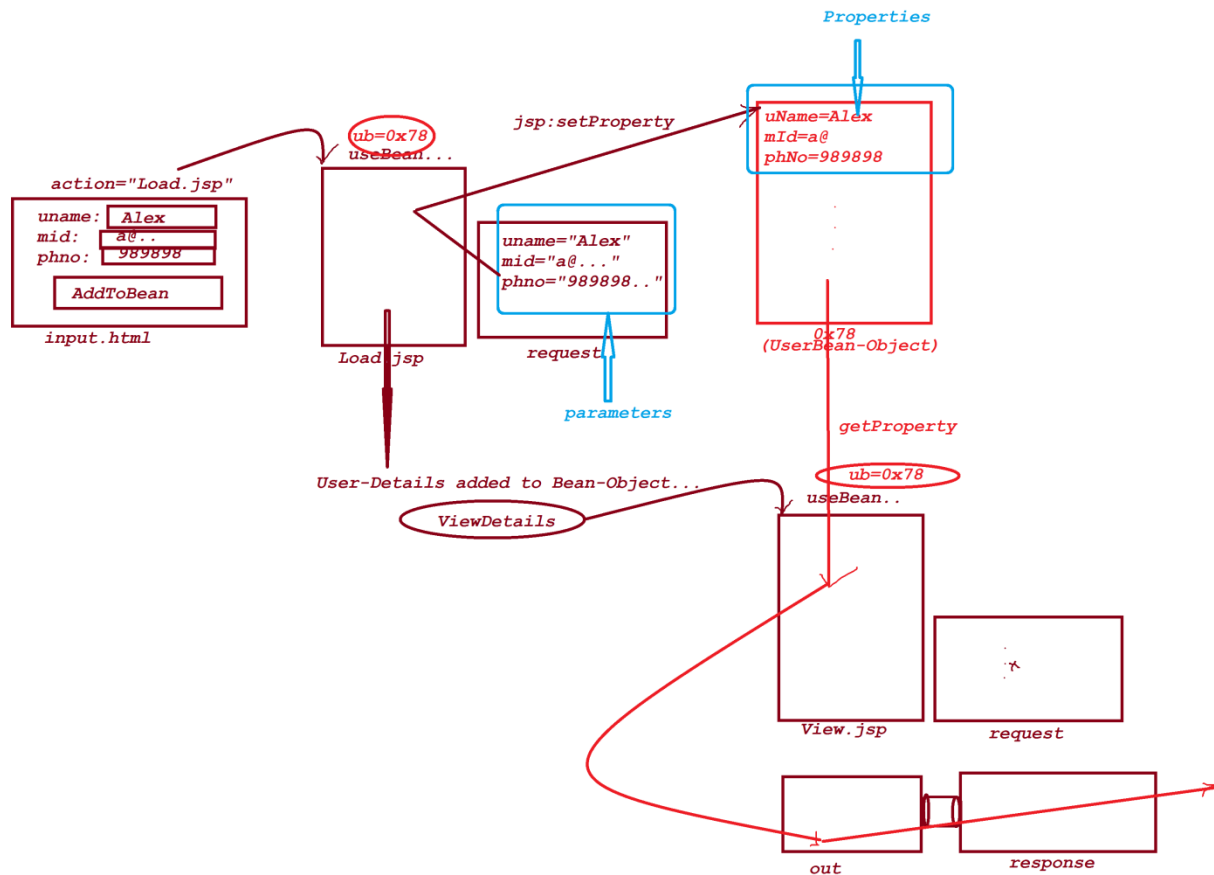 Properties
ub=0x78
useBean...
jsp:setProperty
uName=Alex
mId=a@
phNo=989898
action="Load.jsp"
uname: Alex
mid: a@..
phno: 989898
AddToBean
input.html
uname="Alex"
mid="a@..."
phno="989898.."
Load.jsp
request
0x78
(UserBean-Object)
parameters
getProperty
User-Details added to Bean-Object...
ub=0x78
useBean..
ViewDetails
View.jsp
request
out
response